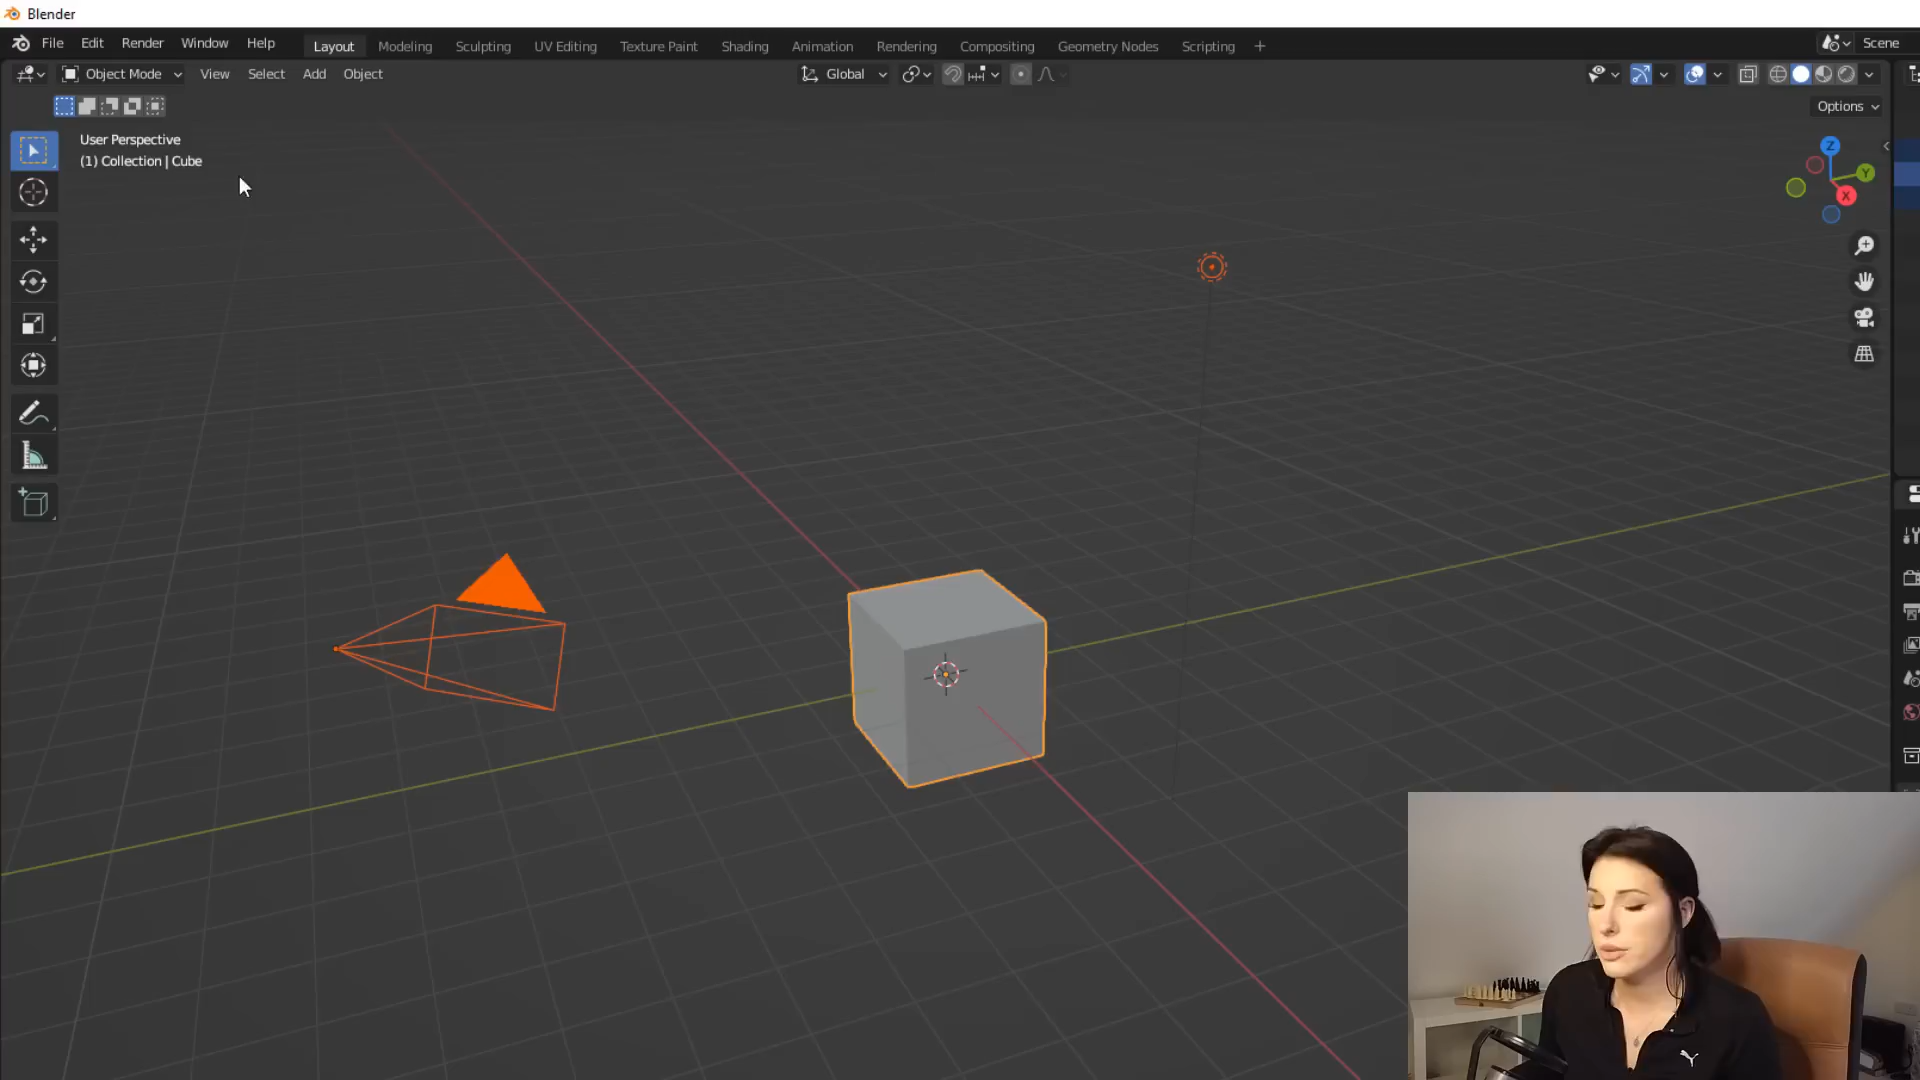 Blender
File Edit Render Window Help Layout Modeling Sculpting UV Editing Texture Paint Shading Animation Rendering Compositing Geometry Nodes Scripting + Scene
Object Mode View Select Add Object Global
Options
User Perspective
(1) Collection | Cube
Z
Y
X